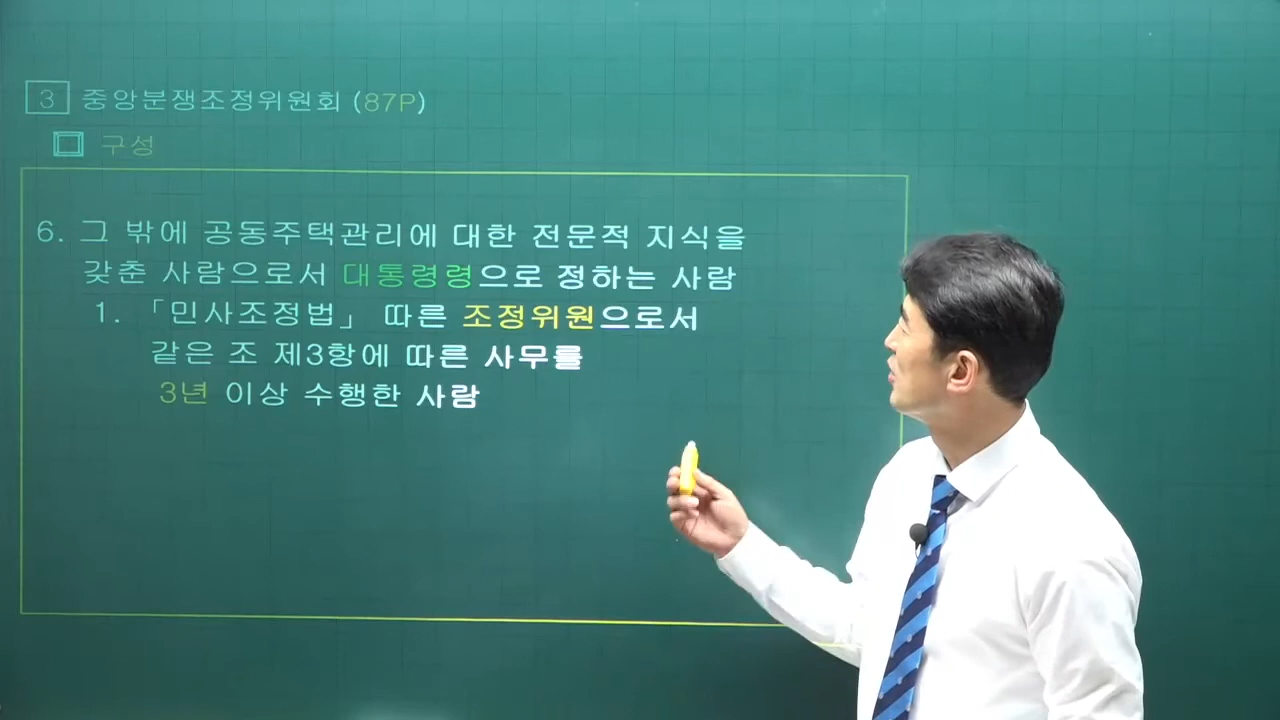 3 중앙분쟁조정위원회 (87P)
구성
6. 그 밖에 공동주택관리에 대한 전문적 지식을
갖춘 사람으로서 대통령령으로 정하는 사람
1. 「민사조정법」 따른 조정위원으로서
같은 조 제3항에 따른 사무를
3년 이상 수행한 사람